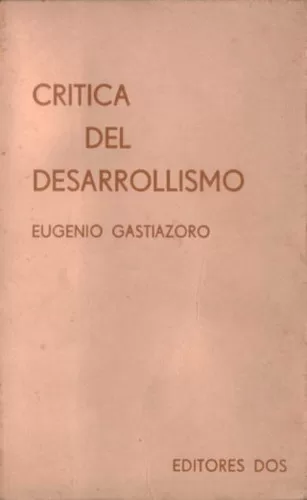 CRITICA
DEL
DESARROLLISMO
EUGENIO GASTIAZORO
EDITORES DOS